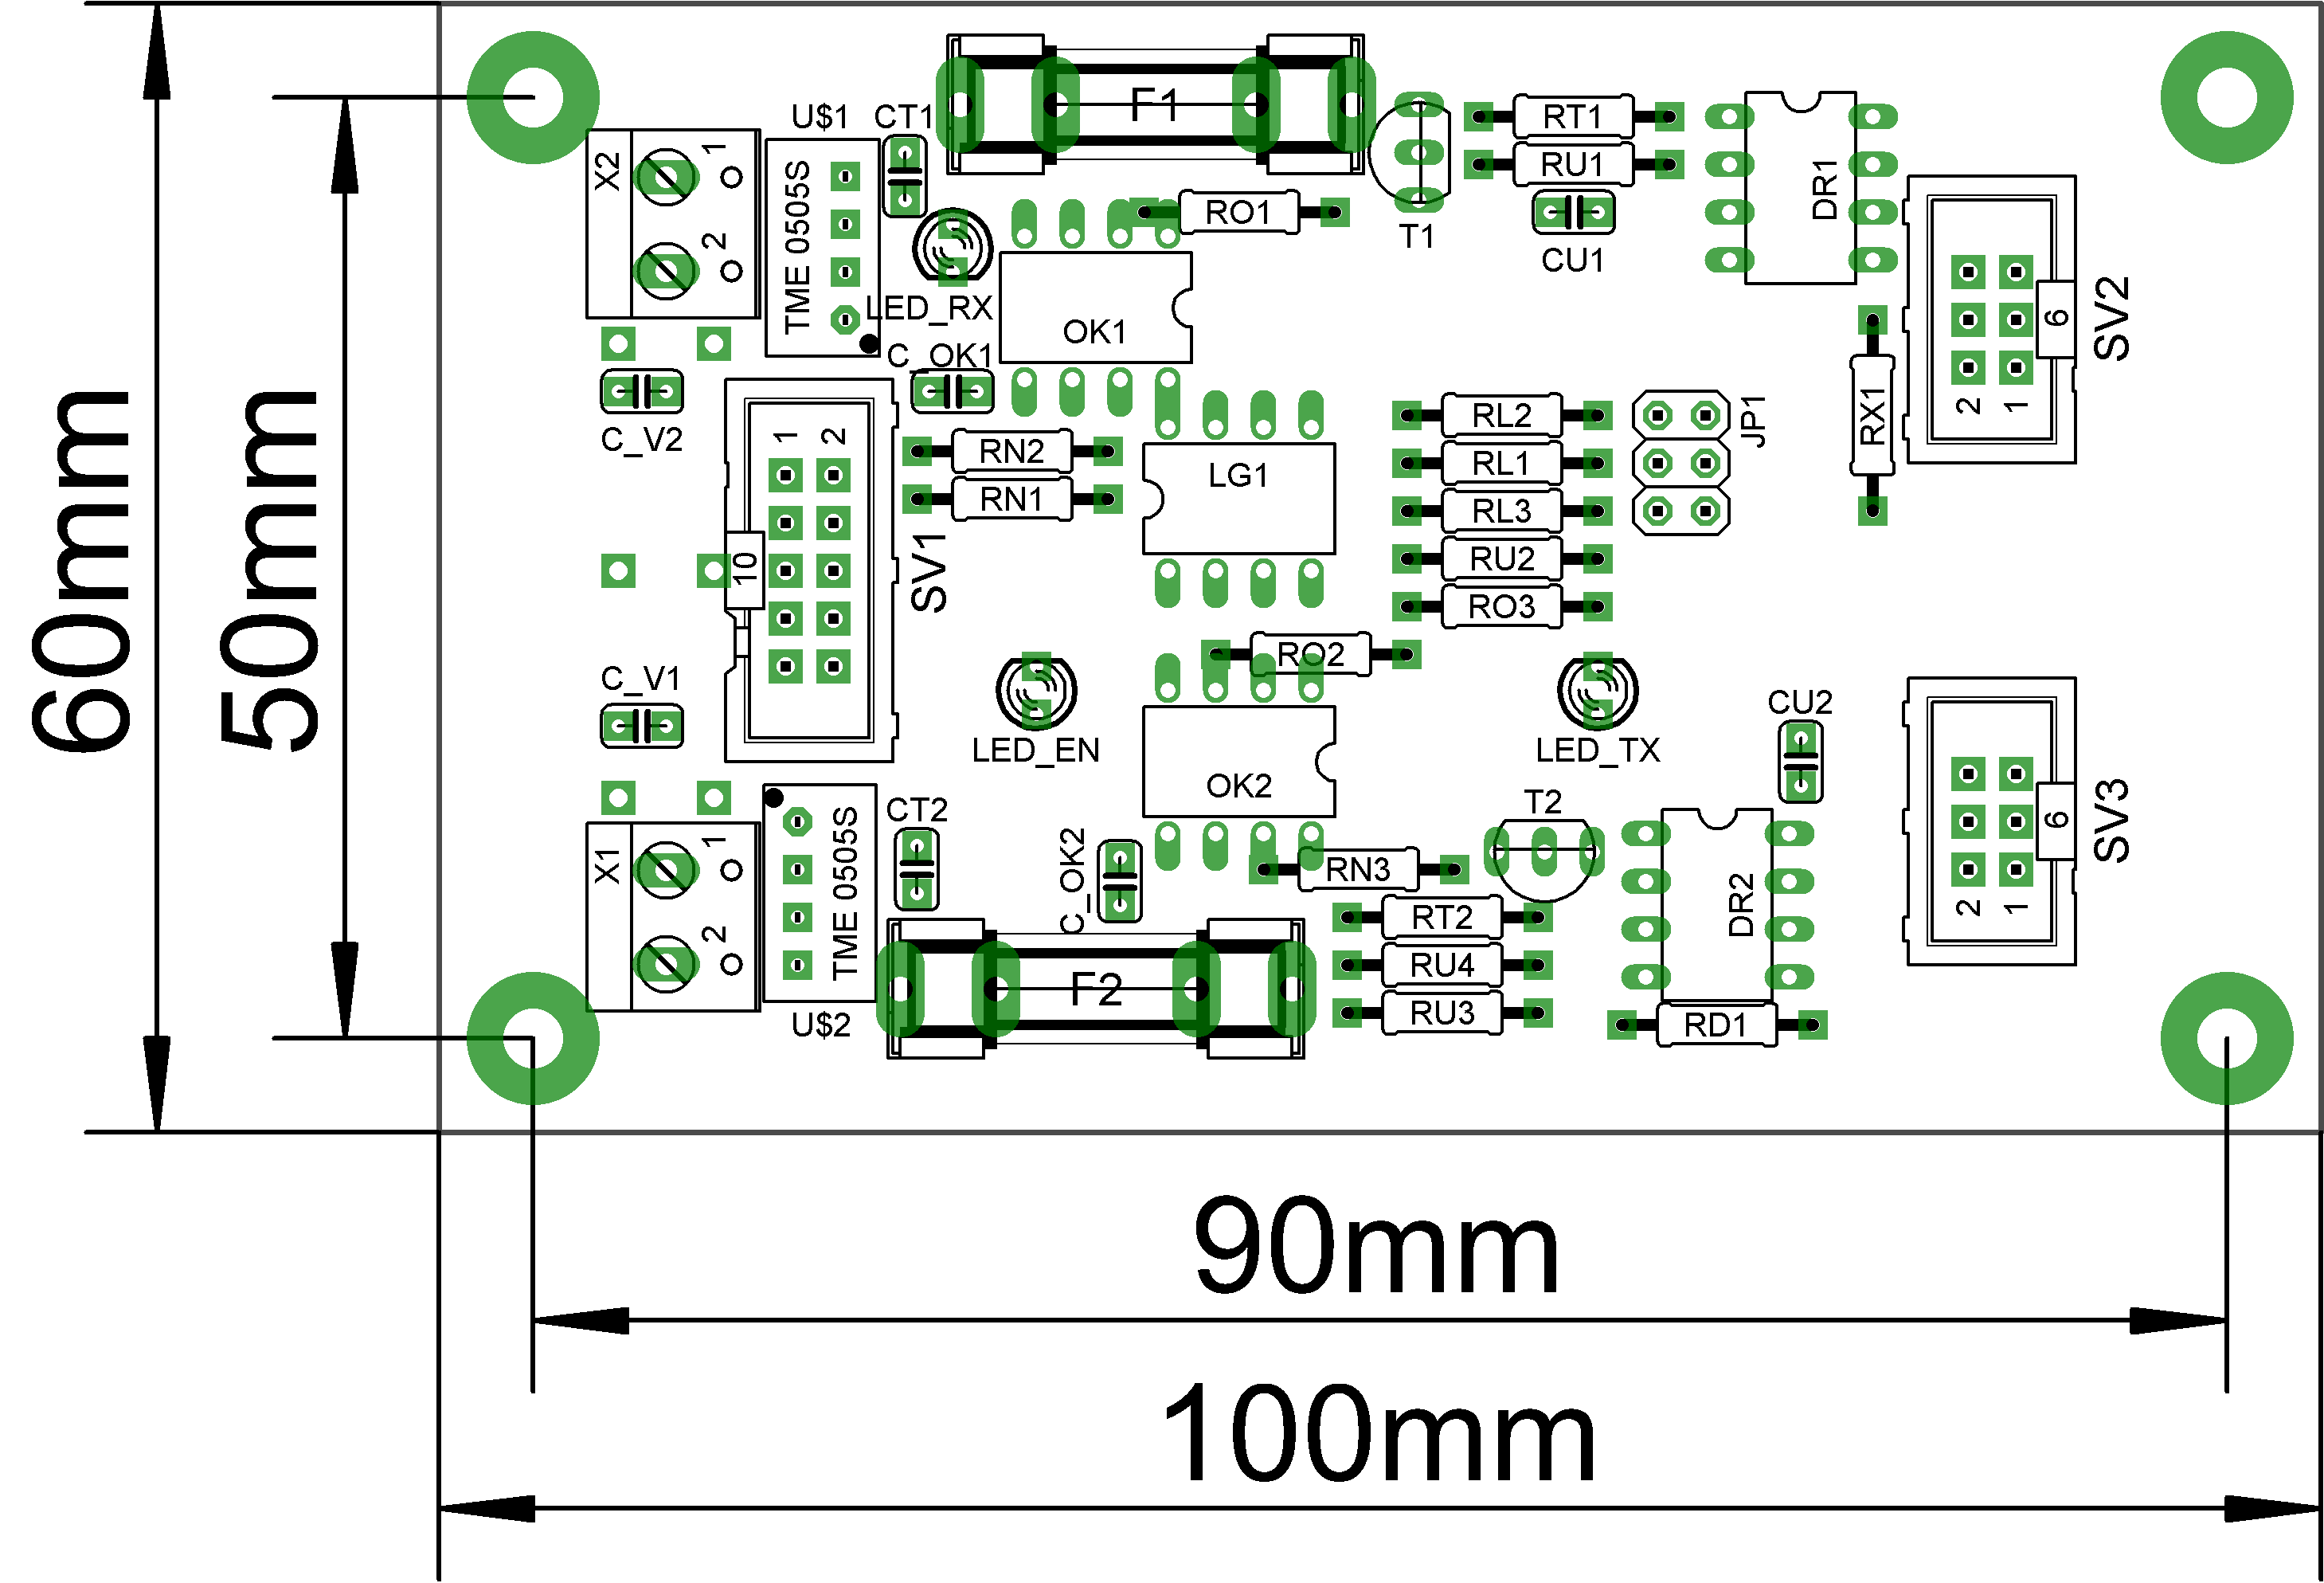 F1
U$1
CT1
RT1
X2
1
2
TME 0505S
RU1
DR1
RO1
T1
CU1
LED_RX
OK1
SV2
6
2
1
C_OK1
C_V2
1
2
RN2
RN1
LG1
RL2
RL1
RL3
RU2
RO3
JP1
RX1
10
SV1
60mm
50mm
RO2
C_V1
LED_EN
LED_TX
CU2
OK2
T2
SV3
6
2
1
X1
1
2
TME 0505S
CT2
C_OK2
RN3
RT2
RU4
RU3
DR2
F2
U$2
RD1
90mm
100mm